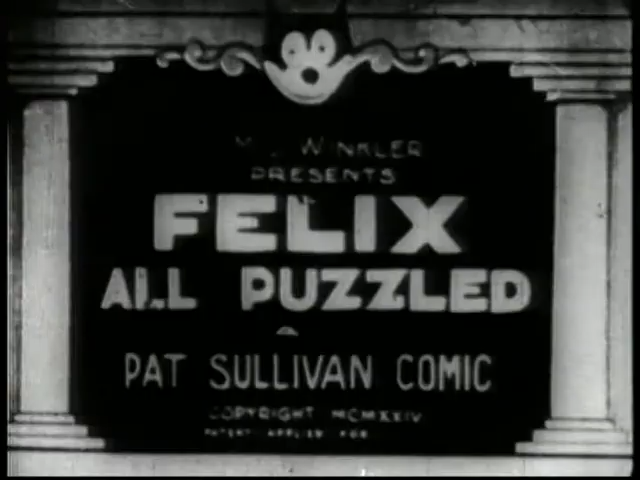 M. J. WINKLER
PRESENTS
FELIX
ALL PUZZLED
A
PAT SULLIVAN COMIC
COPYRIGHT MCMXXIV
PATENT APPLIED FOR